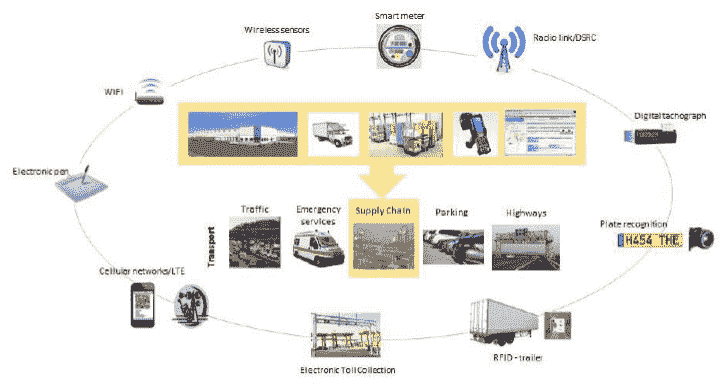 Smart meter
Wireless sensors
Radio link/DSRC
WIFI
Digital tachograph
Electronic pen
Traffic
Emergency
services
Supply Chain
Parking
Highways
Transport
Plate recognition
H454 THE
Cellular networks/LTE
RFID - trailer
Electronic Toll Collection